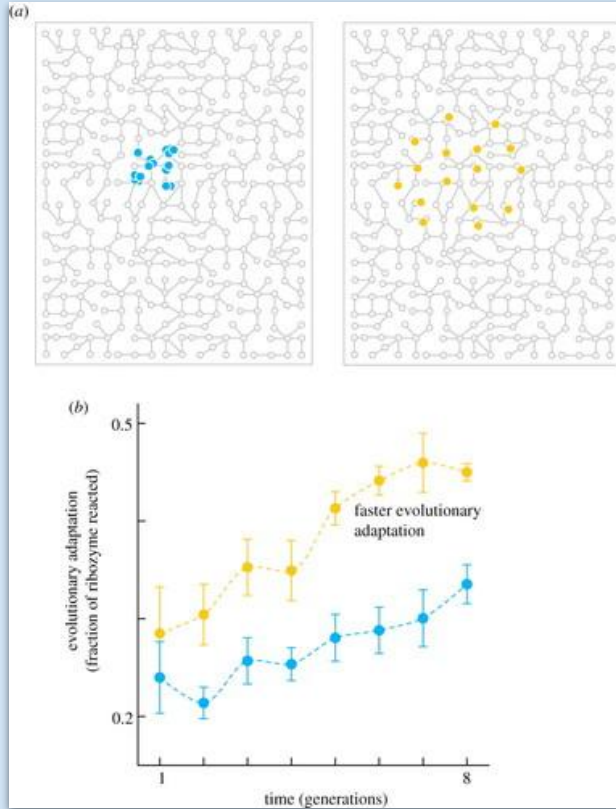 (a)
(b)
0.5
0.2
evolutionary adaptation
(fraction of ribozyme reacted)
faster evolutionary
adaptation
1
8
time (generations)